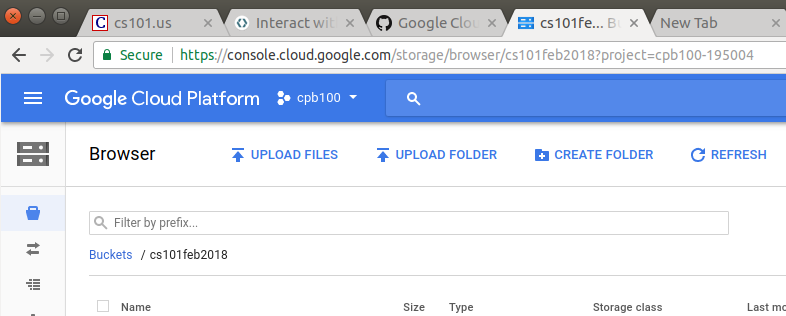 cs101.us
Interact wit
Google Clou
cs101fe... Bu
New Tab
Secure https://console.cloud.google.com/storage/browser/cs101feb2018?project=cpb100-195004
Google Cloud Platform cpb100
Browser UPLOAD FILES UPLOAD FOLDER CREATE FOLDER REFRESH
Filter by prefix...
Buckets / cs101feb2018
Name Size Type Storage class Last mo